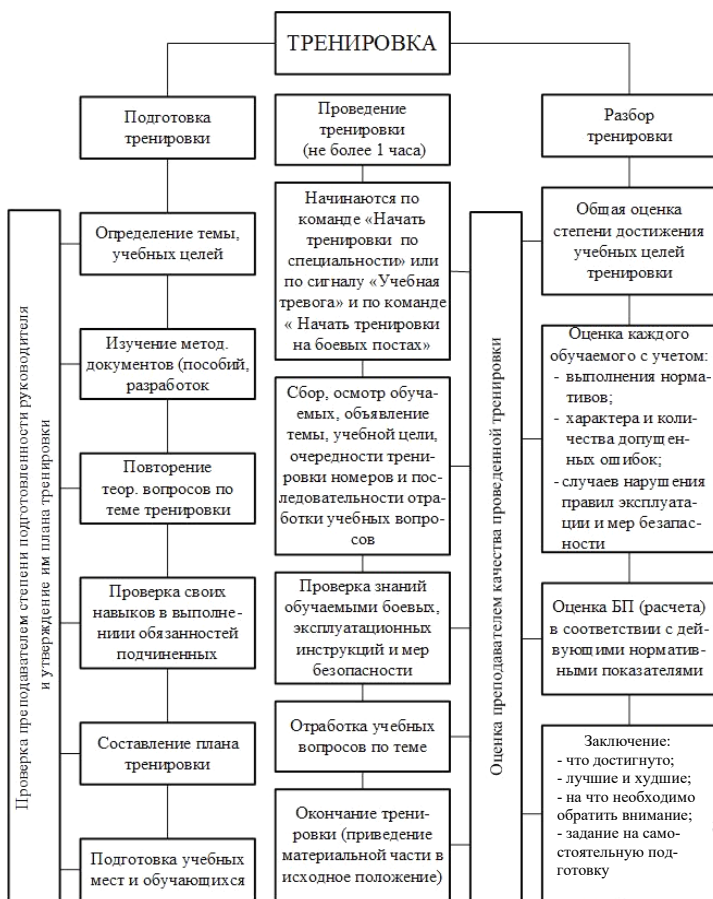 ТРЕНИРОВКА
Подготовка
тренировки
Определение темы,
учебных целей
Изучение метод.
документов (пособий,
разработок
Повторение
теор. вопросов по
теме тренировки
Проверка своих
навыков в выполне-
ниии обязанностей
подчиненных
Составление плана
тренировки
Подготовка учебных
мест и обучающихся
Проверка преподавателем степени подготовленности руководителя
и утверждение им плана тренировки
Проведение
тренировки
(не более 1 часа)
Начинаются по
команде «Начать
тренировки по
специальности» или
по сигналу «Учебная
тревога» и по команде
« Начать тренировки
на боевых постах»
Сбор, осмотр обуча-
емых, объявление
темы, учебной цели,
очередности трени-
ровки номеров и пос-
ледовательности отра-
ботки учебных вопро-
сов
Проверка знаний
обучаемыми боевых,
эксплуатационных
инструкций и мер
безопасности
Отработка учебных
вопросов по теме
Окончание трени-
ровки (приведение
материальной части в
исходное положение)
Оценка преподавателем качества проведенной тренировки
Разбор
тренировки
Общая оценка
степени достижения
учебных целей
тренировки
Оценка каждого
обучаемого с учетом:
- выполнения норма-
тивов;
- характера и коли-
чества допущен-
ных ошибок;
-случаев нарушения
правил эксплуата-
ции и мер безапас-
ности
Оценка БП (расчета)
в соответствии с дей-
вующими норматив-
ными показателями
Заключение:
- что достигнуто;
- лучшие и худшие;
- на что необходимо
обратить внимание;
- задание на само-
стоятельную под-
готовку